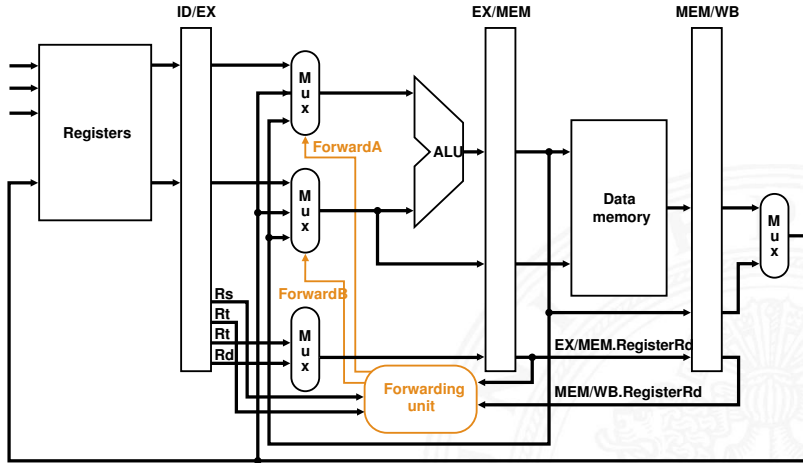 ID/EX
EX/MEM
MEM/WB
M
u
x
Registers
ForwardA
ALU
M
u
x
Data
memory
M
u
x
ForwardB
Rs
Rt
Rt
Rd
M
u
x
EX/MEM.RegisterRd
Forwarding
unit
MEM/WB.RegisterRd